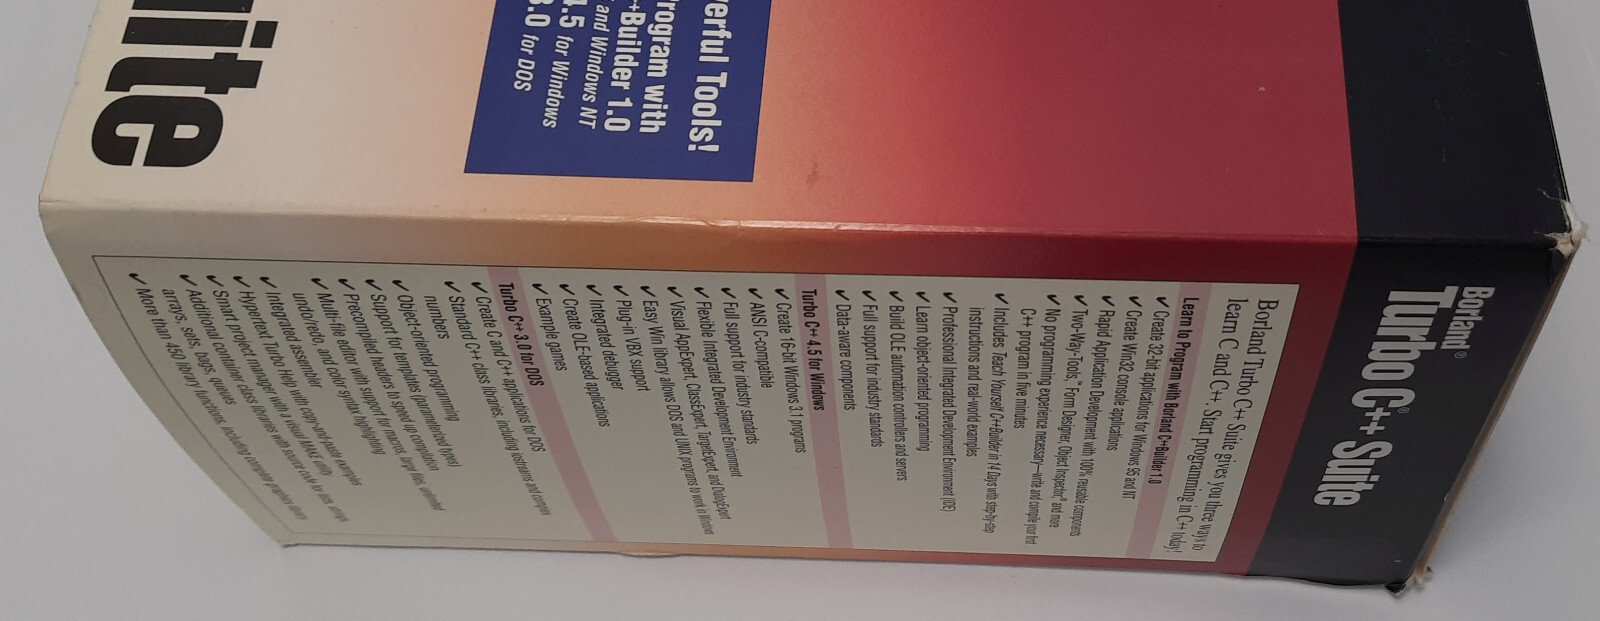 uite
erful Tools!
rogram with
+Builder 1.0
and Windows NT
.5 for Windows
3.0 for DOS
Borland®
Turbo C++® Suite
Borland Turbo C++ Suite gives you three ways to
learn C and C++. Start programming in C++ today!
Learn to Program with Borland C++Builder 1.0
✔ Create 32-bit applications for Windows 95 and NT
✔ Create Win32 console applications
✔ Rapid Application Development with 100% reusable components
✔ Two-Way-Tools,™ Form Designer, Object Inspector,® and more
✔ No programming experience necessary—write and compile your first
C++ program in five minutes
✔ Includes Teach Yourself C++Builder in 14 Days with step-by-step
instructions and real-world examples
✔ Professional Integrated Development Environment (IDE)
✔ Learn object-oriented programming
✔ Build OLE automation controllers and servers
✔ Full support for industry standards
✔ Data-aware components
Turbo C++ 4.5 for Windows
✔ Create 16-bit Windows 3.1 programs
✔ ANSI C-compatible
✔ Full support for industry standards
✔ Flexible Integrated Development Environment
✔ Visual AppExpert, ClassExpert, TargetExpert, and DialogExpert
✔ Easy Win library allows DOS and UNIX programs to work in Windows
✔ Plug-in VBX support
✔ Integrated debugger
✔ Create OLE-based applications
✔ Example games
Turbo C++ 3.0 for DOS
✔ Create C and C++ applications for DOS
✔ Standard C++ class libraries, including iostreams and complex
numbers
✔ Object-oriented programming
✔ Support for templates (parameterized types)
✔ Precompiled headers to speed up compilation
✔ Multi-file editor with support for macros, large files, unlimited
undo/redo, and color syntax highlighting
✔ Integrated assembler
✔ Hypertext Turbo Help with copy-and-paste examples
✔ Smart project manager with a visual MAKE utility
✔ Additional container class libraries with source code for lists, strings,
arrays, sets, bags, queues
✔ More than 450 library functions, including complete graphics library